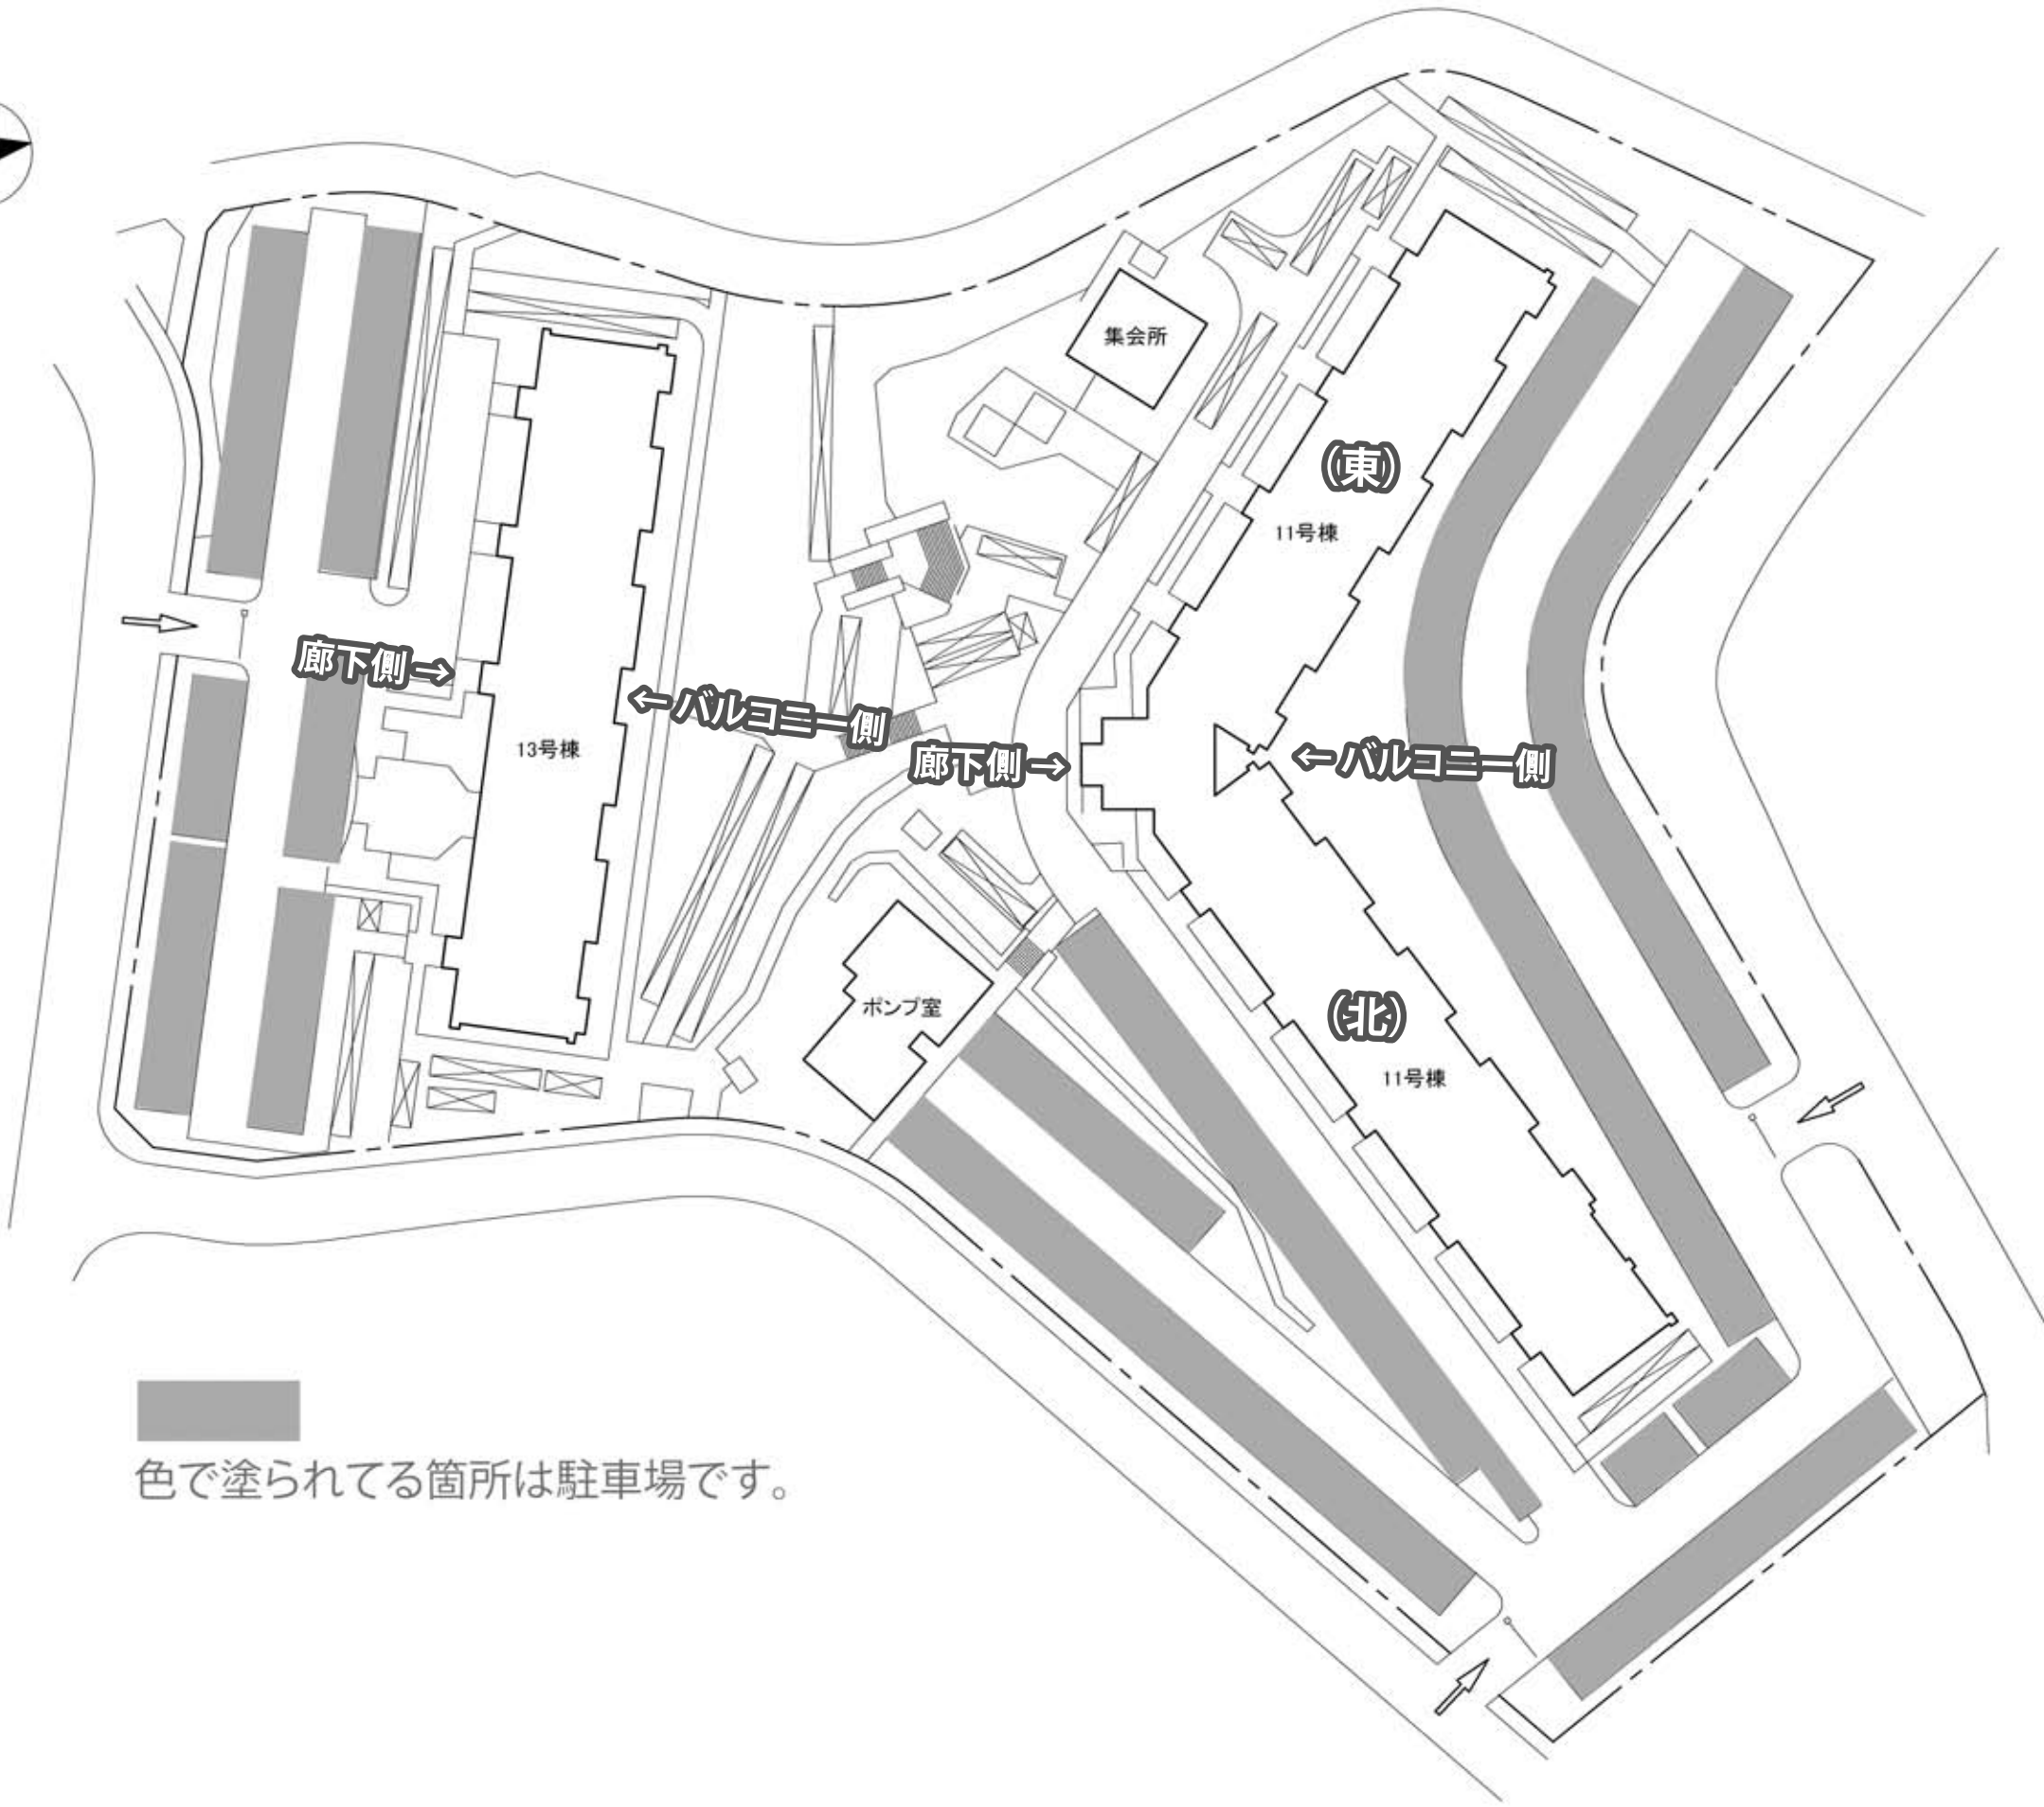 集会所
(東)
11号棟
廊下側→
←バルコニー側
13号棟
廊下側→
←バルコニー側
ポンプ室
(北)
11号棟
色で塗られてる箇所は駐車場です。